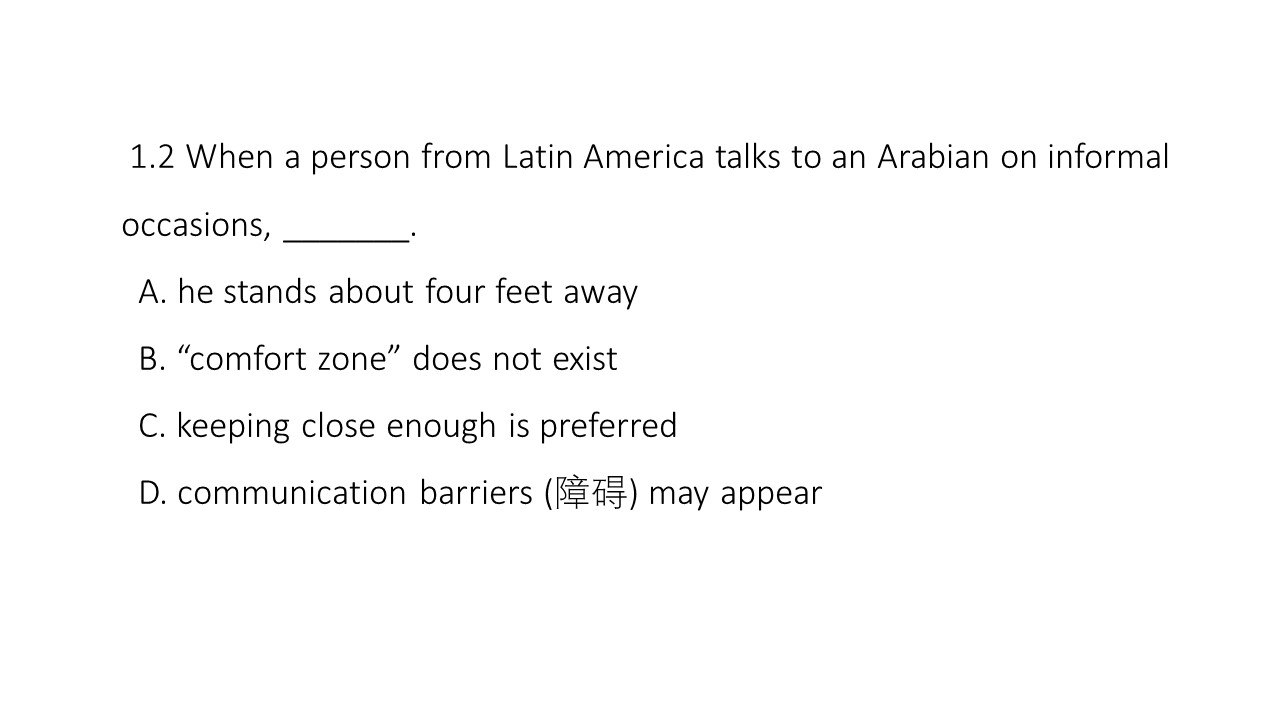 1.2 When a person from Latin America talks to an Arabian on informal
occasions, _______.
A. he stands about four feet away
B. “comfort zone” does not exist
C. keeping close enough is preferred
D. communication barriers (障碍) may appear